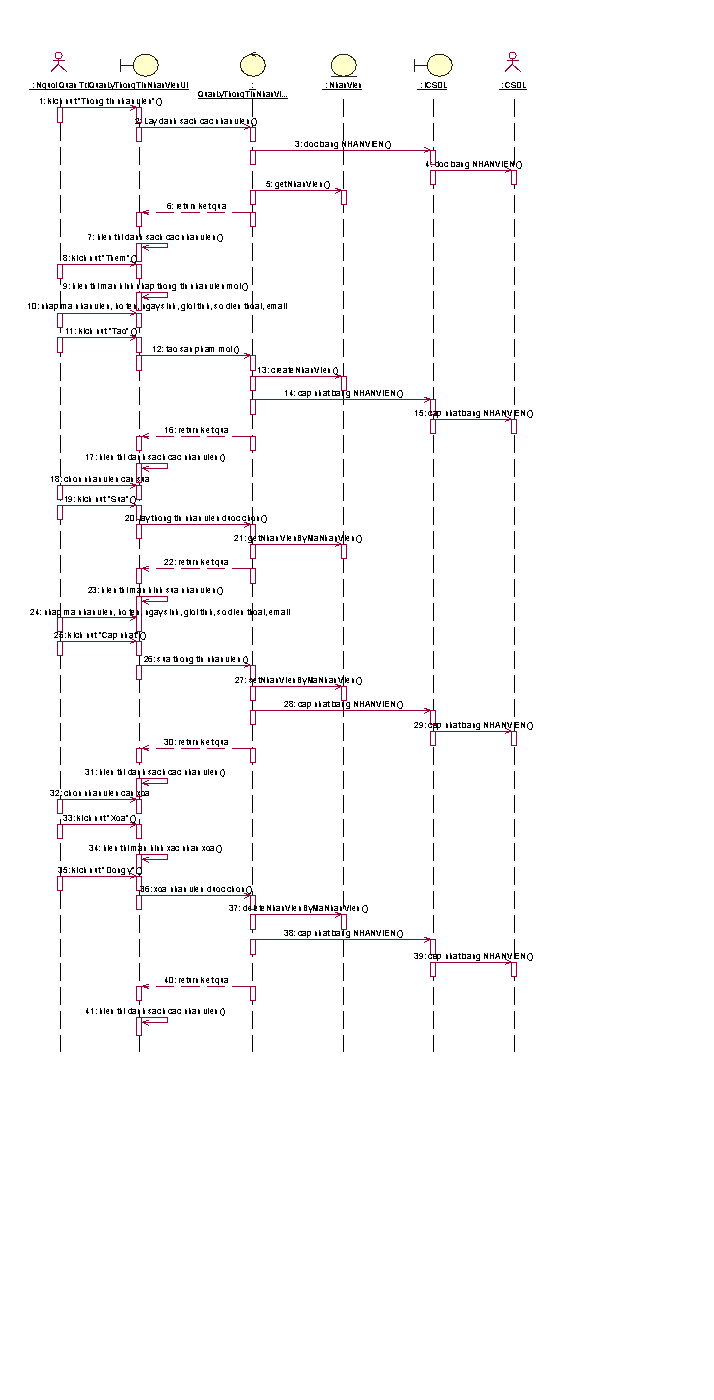 : NguoiQuanTri
: QuanLyThongTinNhanVienUI
: QuanLyThongTinNhanVi...
: NhanVien
: ICSDL
: CSDL
1: kich nut "Thong tin nhan vien"()
2: Lay danh sach cac nhan vien()
3: doc bang NHANVIEN()
4: doc bang NHANVIEN()
5: getNhanVien()
6: return ket qua
7: hien thi danh sach cac nhan vien()
8: kich nut "Them"()
9: hien thi man hinh nhap thong tin nhan vien moi()
10: nhap ma nhan vien, ho ten, ngay sinh, gioi tinh, so dien thoai, email
11: kich nut "Tao"()
12: tao san pham moi()
13: createNhanVien()
14: cap nhat bang NHANVIEN()
15: cap nhat bang NHANVIEN()
16: return ket qua
17: hien thi danh sach cac nhan vien()
18: chon nhan vien can sua
19: kich nut "Sua"()
20: lay thong tin nhan vien duoc chon()
21: getNhanVienByMaNhanVien()
22: return ket qua
23: hien thi man hinh sua nhan vien()
24: nhap ma nhan vien, ho ten, ngay sinh, gioi tinh, so dien thoai, email
25: kich nut "Cap nhat"()
26: sua thong tin nhan vien()
27: setNhanVienByMaNhanVien()
28: cap nhat bang NHANVIEN()
29: cap nhat bang NHANVIEN()
30: return ket qua
31: hien thi danh sach cac nhan vien()
32: chon nhan vien can xoa
33: kich nut "Xoa"()
34: hien thi man hinh xac nhan xoa()
35: kich nut "Dong y"()
36: xoa nhan vien duoc chon()
37: deleteNhanVienByMaNhanVien()
38: cap nhat bang NHANVIEN()
39: cap nhat bang NHANVIEN()
40: return ket qua
41: hien thi danh sach cac nhan vien()